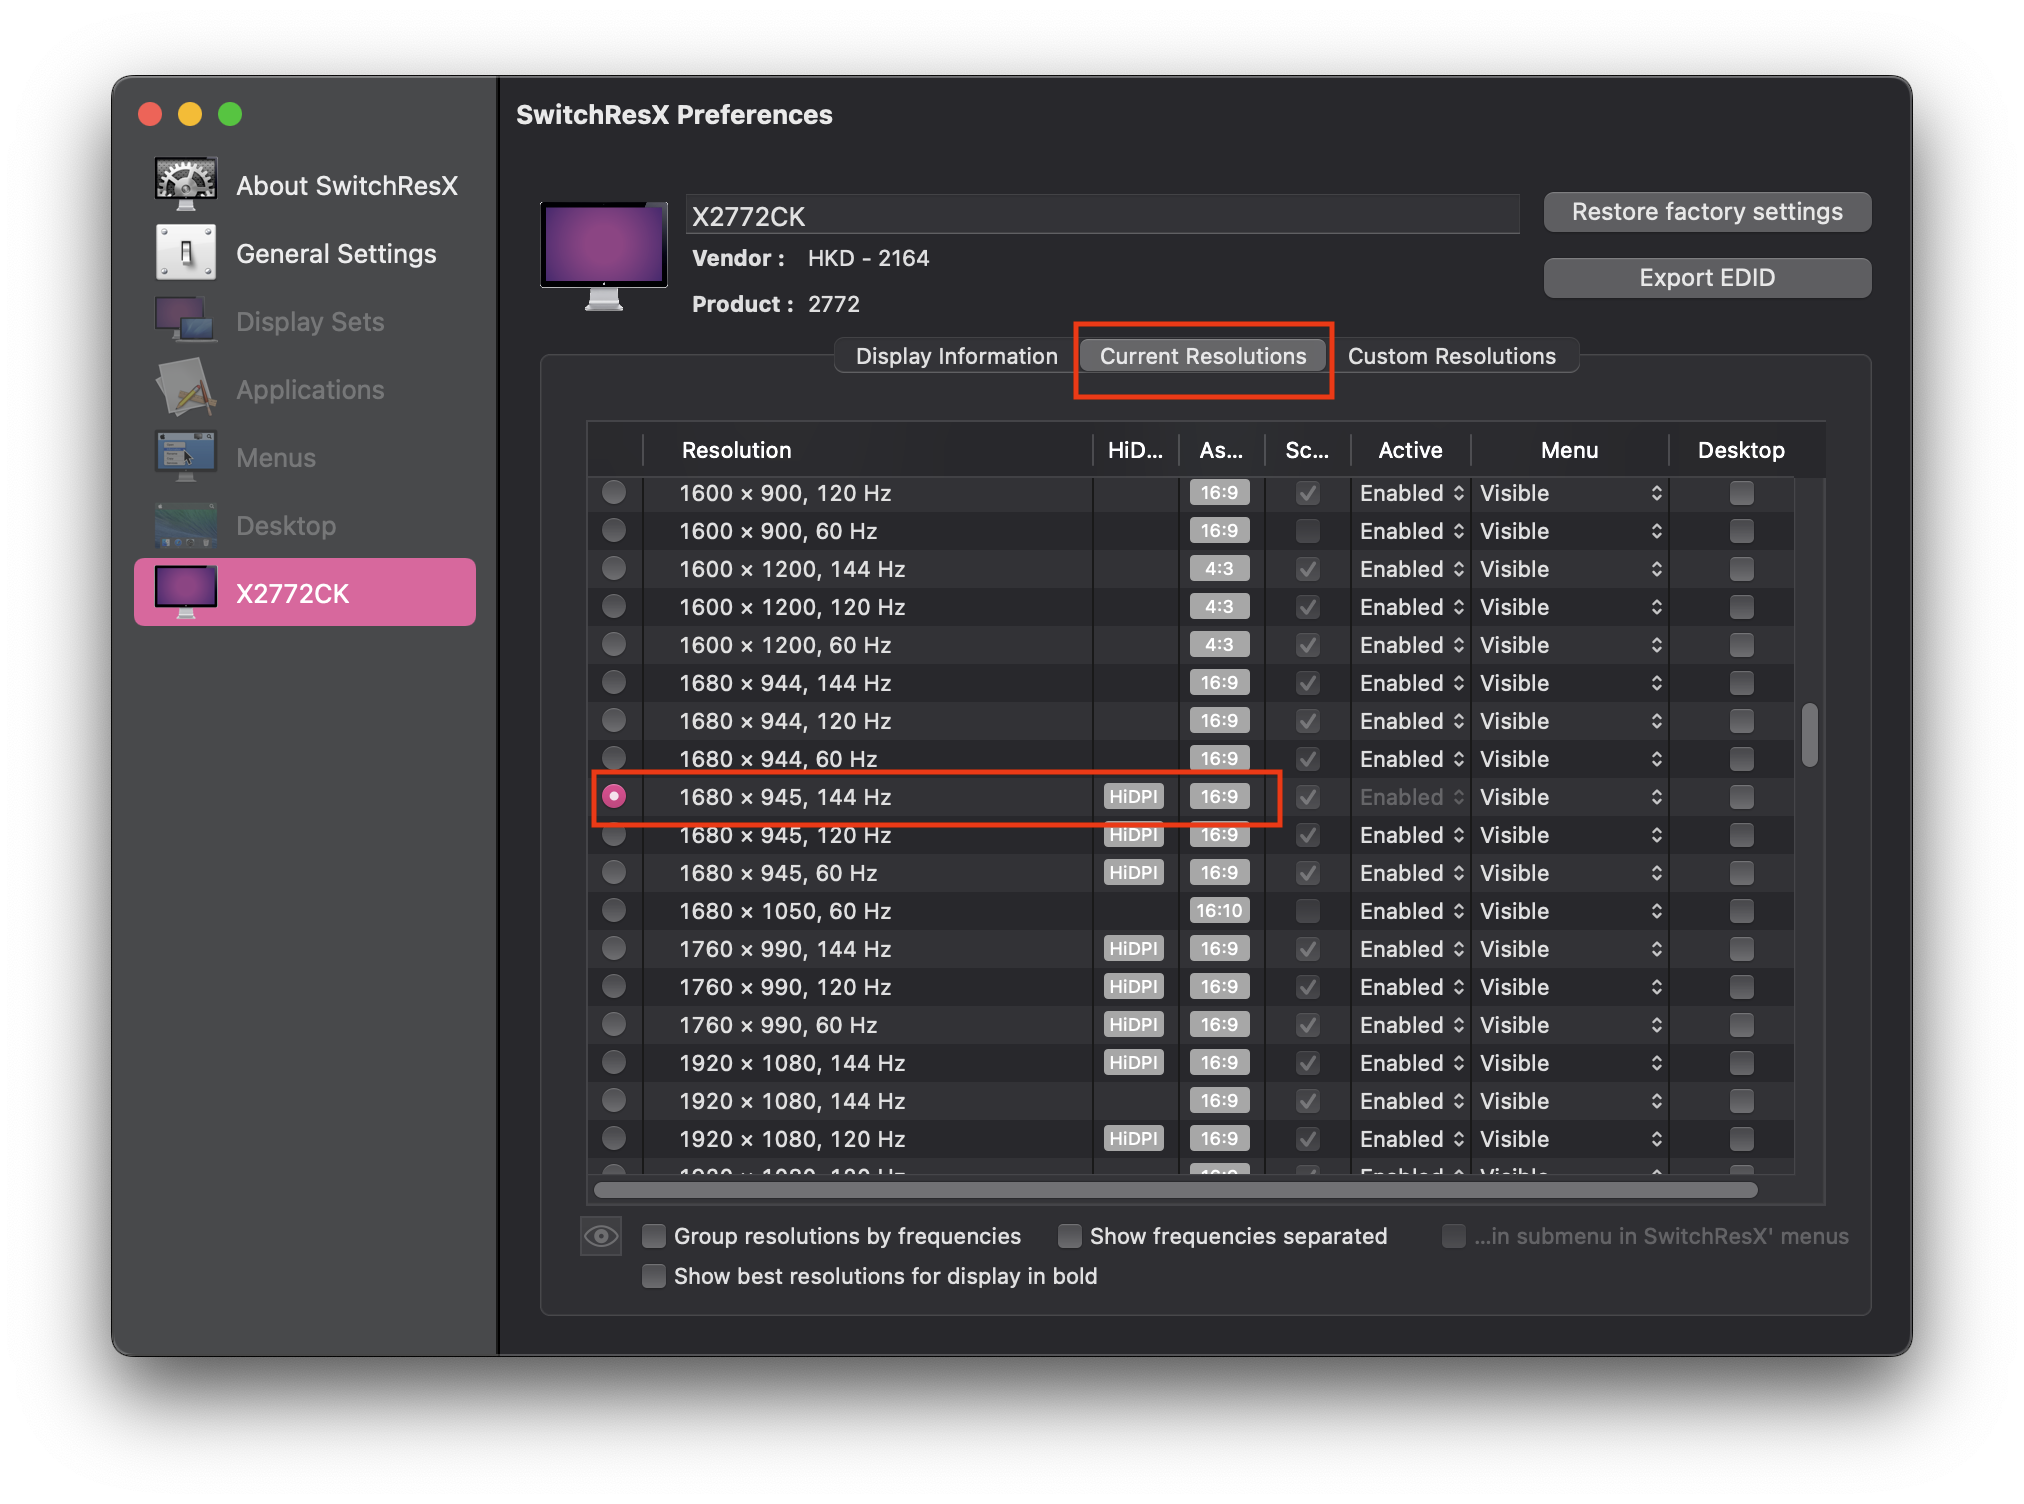 SwitchResX Preferences
About SwitchResX
General Settings
Display Sets
Applications
Menus
Desktop
X2772CK
X2772CK
Vendor : HKD - 2164
Product : 2772
Restore factory settings
Export EDID
Display Information Current Resolutions Custom Resolutions
Resolution HiD... As... Sc... Active Menu Desktop
1600 × 900, 120 Hz 16:9 Enabled Visible
1600 × 900, 60 Hz 16:9 Enabled Visible
1600 × 1200, 144 Hz 4:3 Enabled Visible
1600 × 1200, 120 Hz 4:3 Enabled Visible
1600 × 1200, 60 Hz 4:3 Enabled Visible
1680 × 944, 144 Hz 16:9 Enabled Visible
1680 × 944, 120 Hz 16:9 Enabled Visible
1680 × 944, 60 Hz 16:9 Enabled Visible
1680 × 945, 144 Hz HiDPI 16:9 Enabled Visible
1680 × 945, 120 Hz HiDPI 16:9 Enabled Visible
1680 × 945, 60 Hz HiDPI 16:9 Enabled Visible
1680 × 1050, 60 Hz 16:10 Enabled Visible
1760 × 990, 144 Hz HiDPI 16:9 Enabled Visible
1760 × 990, 120 Hz HiDPI 16:9 Enabled Visible
1760 × 990, 60 Hz HiDPI 16:9 Enabled Visible
1920 × 1080, 144 Hz HiDPI 16:9 Enabled Visible
1920 × 1080, 144 Hz 16:9 Enabled Visible
1920 × 1080, 120 Hz HiDPI 16:9 Enabled Visible
Group resolutions by frequencies Show frequencies separated ...in submenu in SwitchResX' menus
Show best resolutions for display in bold